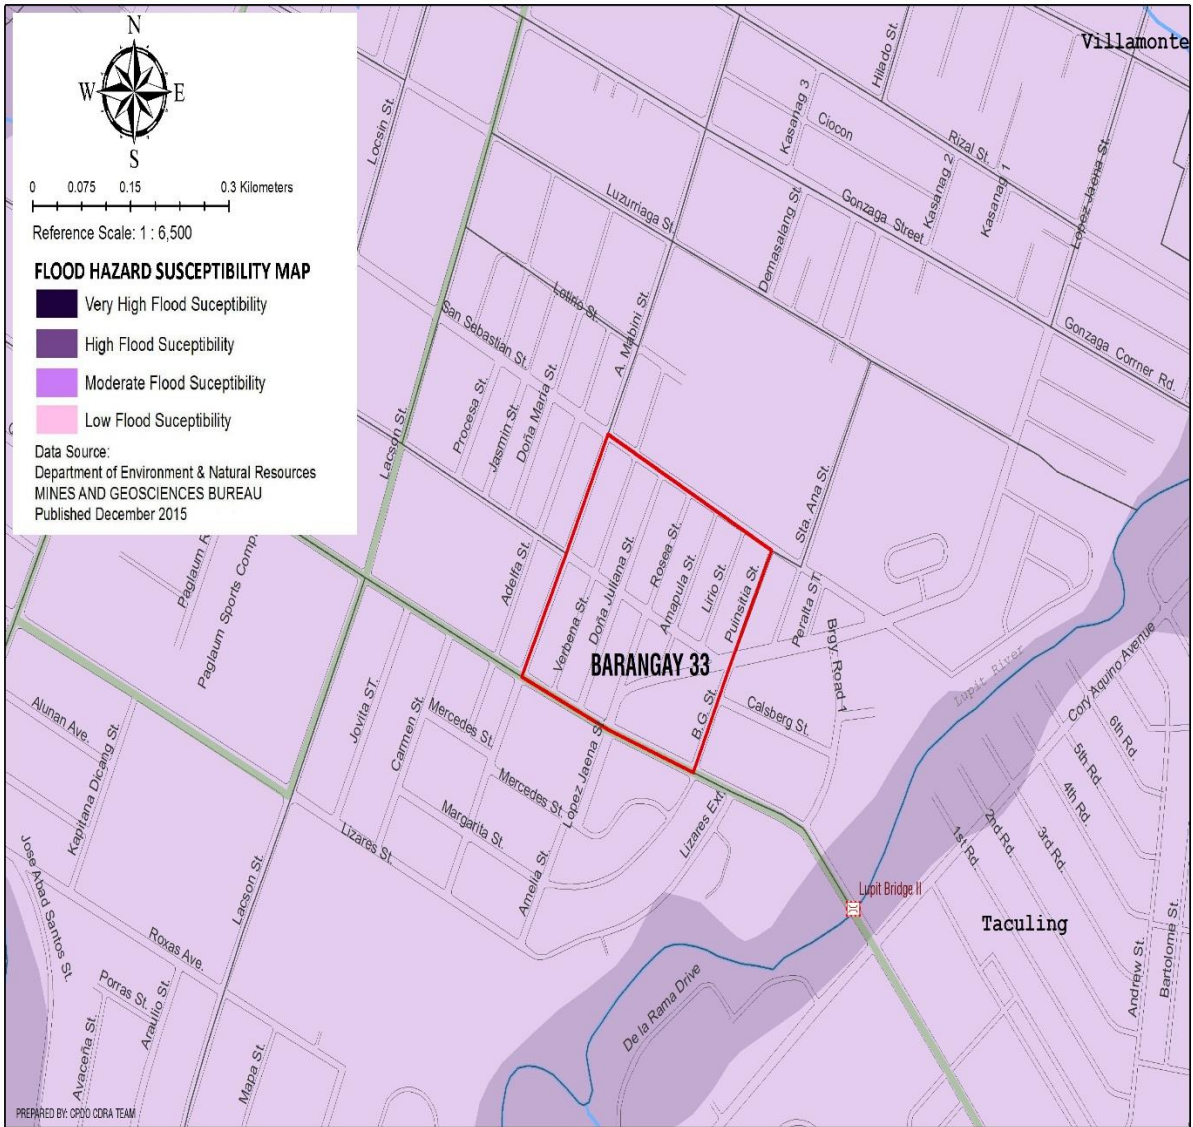 N
W E
S
0 0.075 0.15 0.3 Kilometers
Reference Scale: 1 : 6,500
FLOOD HAZARD SUSCEPTIBILITY MAP
Very High Flood Suceptibility
High Flood Suceptibility
Moderate Flood Suceptibility
Low Flood Suceptibility
Data Source:
Department of Environment & Natural Resources
MINES AND GEOSCIENCES BUREAU
Published December 2015
Villamonte
Hilado St.
Locsin St.
Kasanag 3
Ciocon
Rizal St.
Kasanag 2
Kasanag 1
Lopez Jaena St.
Luzurriaga St
Gonzaga Street
Demasalang St.
Lotirio St.
A. Mabini St.
San Sebastian St.
Gonzaga Corrner Rd.
Procesa St.
Jasmin St.
Doña Maria St.
Lacson St.
Sta. Ana St.
Adelfa St.
Verbena St.
Doña Juliana St.
Rosea St.
Amapula St.
Lirio St.
Puinsitia St.
Peralta ST.
Brgy. Road 1
BARANGAY 33
Paglaum Sports Comp
Lupit River
Cory Aquino Avenue
Alunan Ave.
Kapitana Dicang St.
Jovita ST.
Carmen St.
Mercedes St.
Mercedes St.
Lopez Jaena St.
B.G. St.
Calsberg St.
6th Rd.
5th Rd.
4th Rd.
3rd Rd.
2nd Rd.
1st Rd.
Margarita St.
Lizares St.
Lizares Ext.
Amelia St.
Jose Abad Santos St.
Lacson St.
Lupit Bridge II
Taculing
Roxas Ave.
Porras St.
Araulio St.
Avaceña St.
Mapa St.
De la Rama Drive
Andrew St.
Bartolome St.
PREPARED BY: CPDO CDRA TEAM